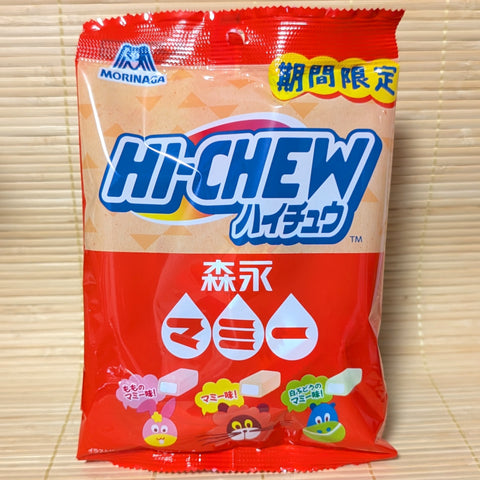 MORINAGA
期間限定
HI-CHEW
ハイチュウ
TM
森永
マミー
ももの
マミー味!
マミー味!
白ぶどうの
マミー味!